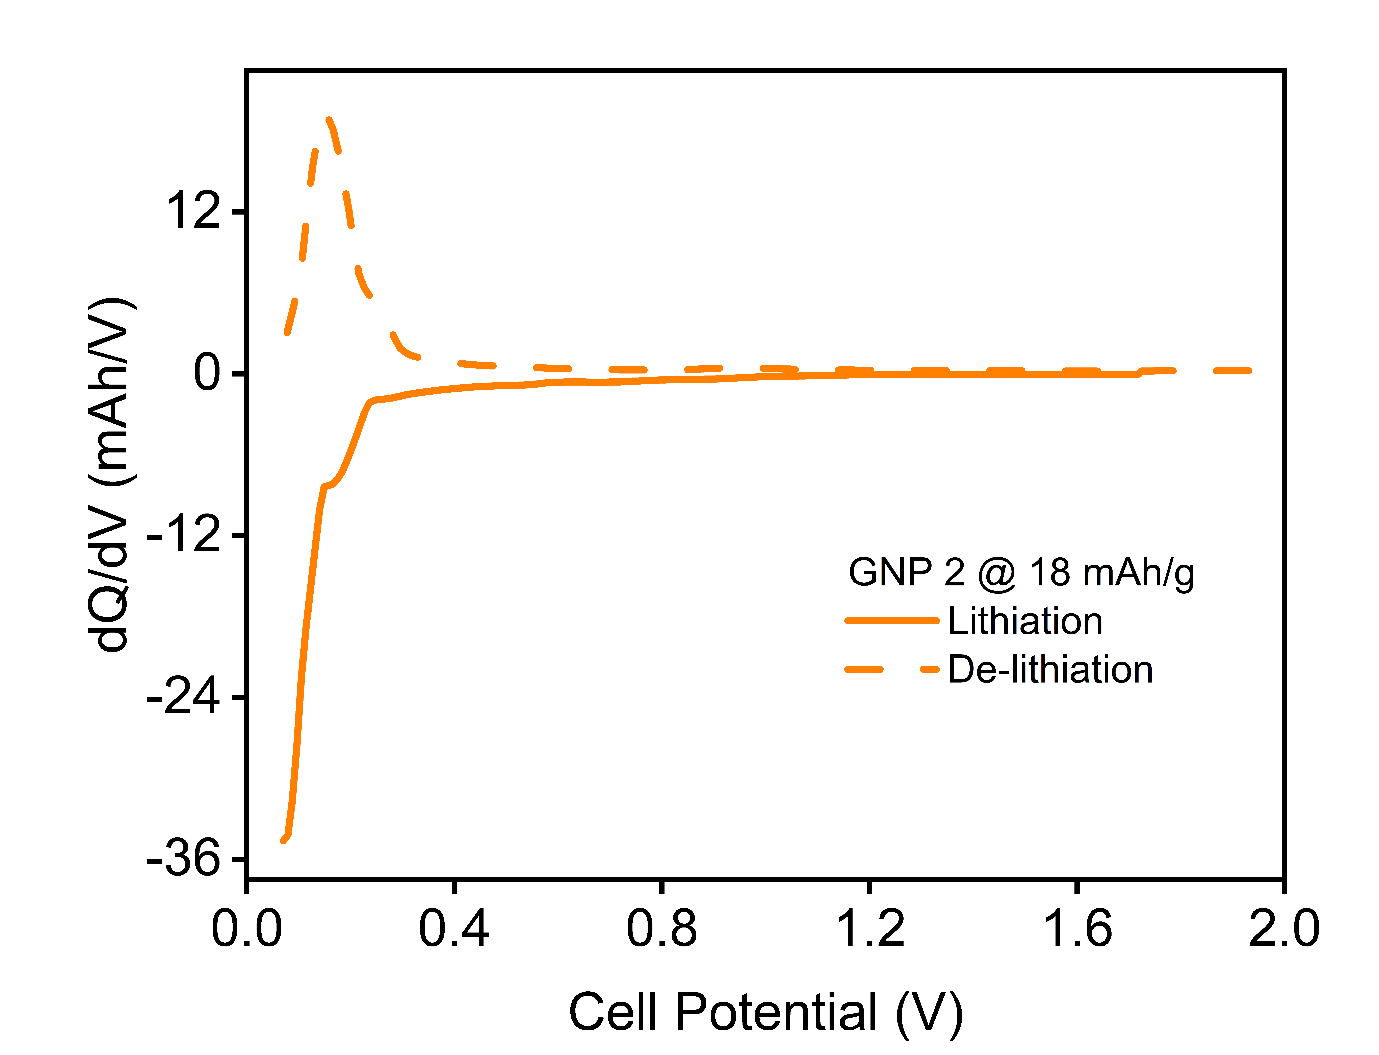 12
0
-12
-24
-36
dQ/dV (mAh/V)
GNP 2 @ 18 mAh/g
Lithiation
De-lithiation
0.0 0.4 0.8 1.2 1.6 2.0
Cell Potential (V)